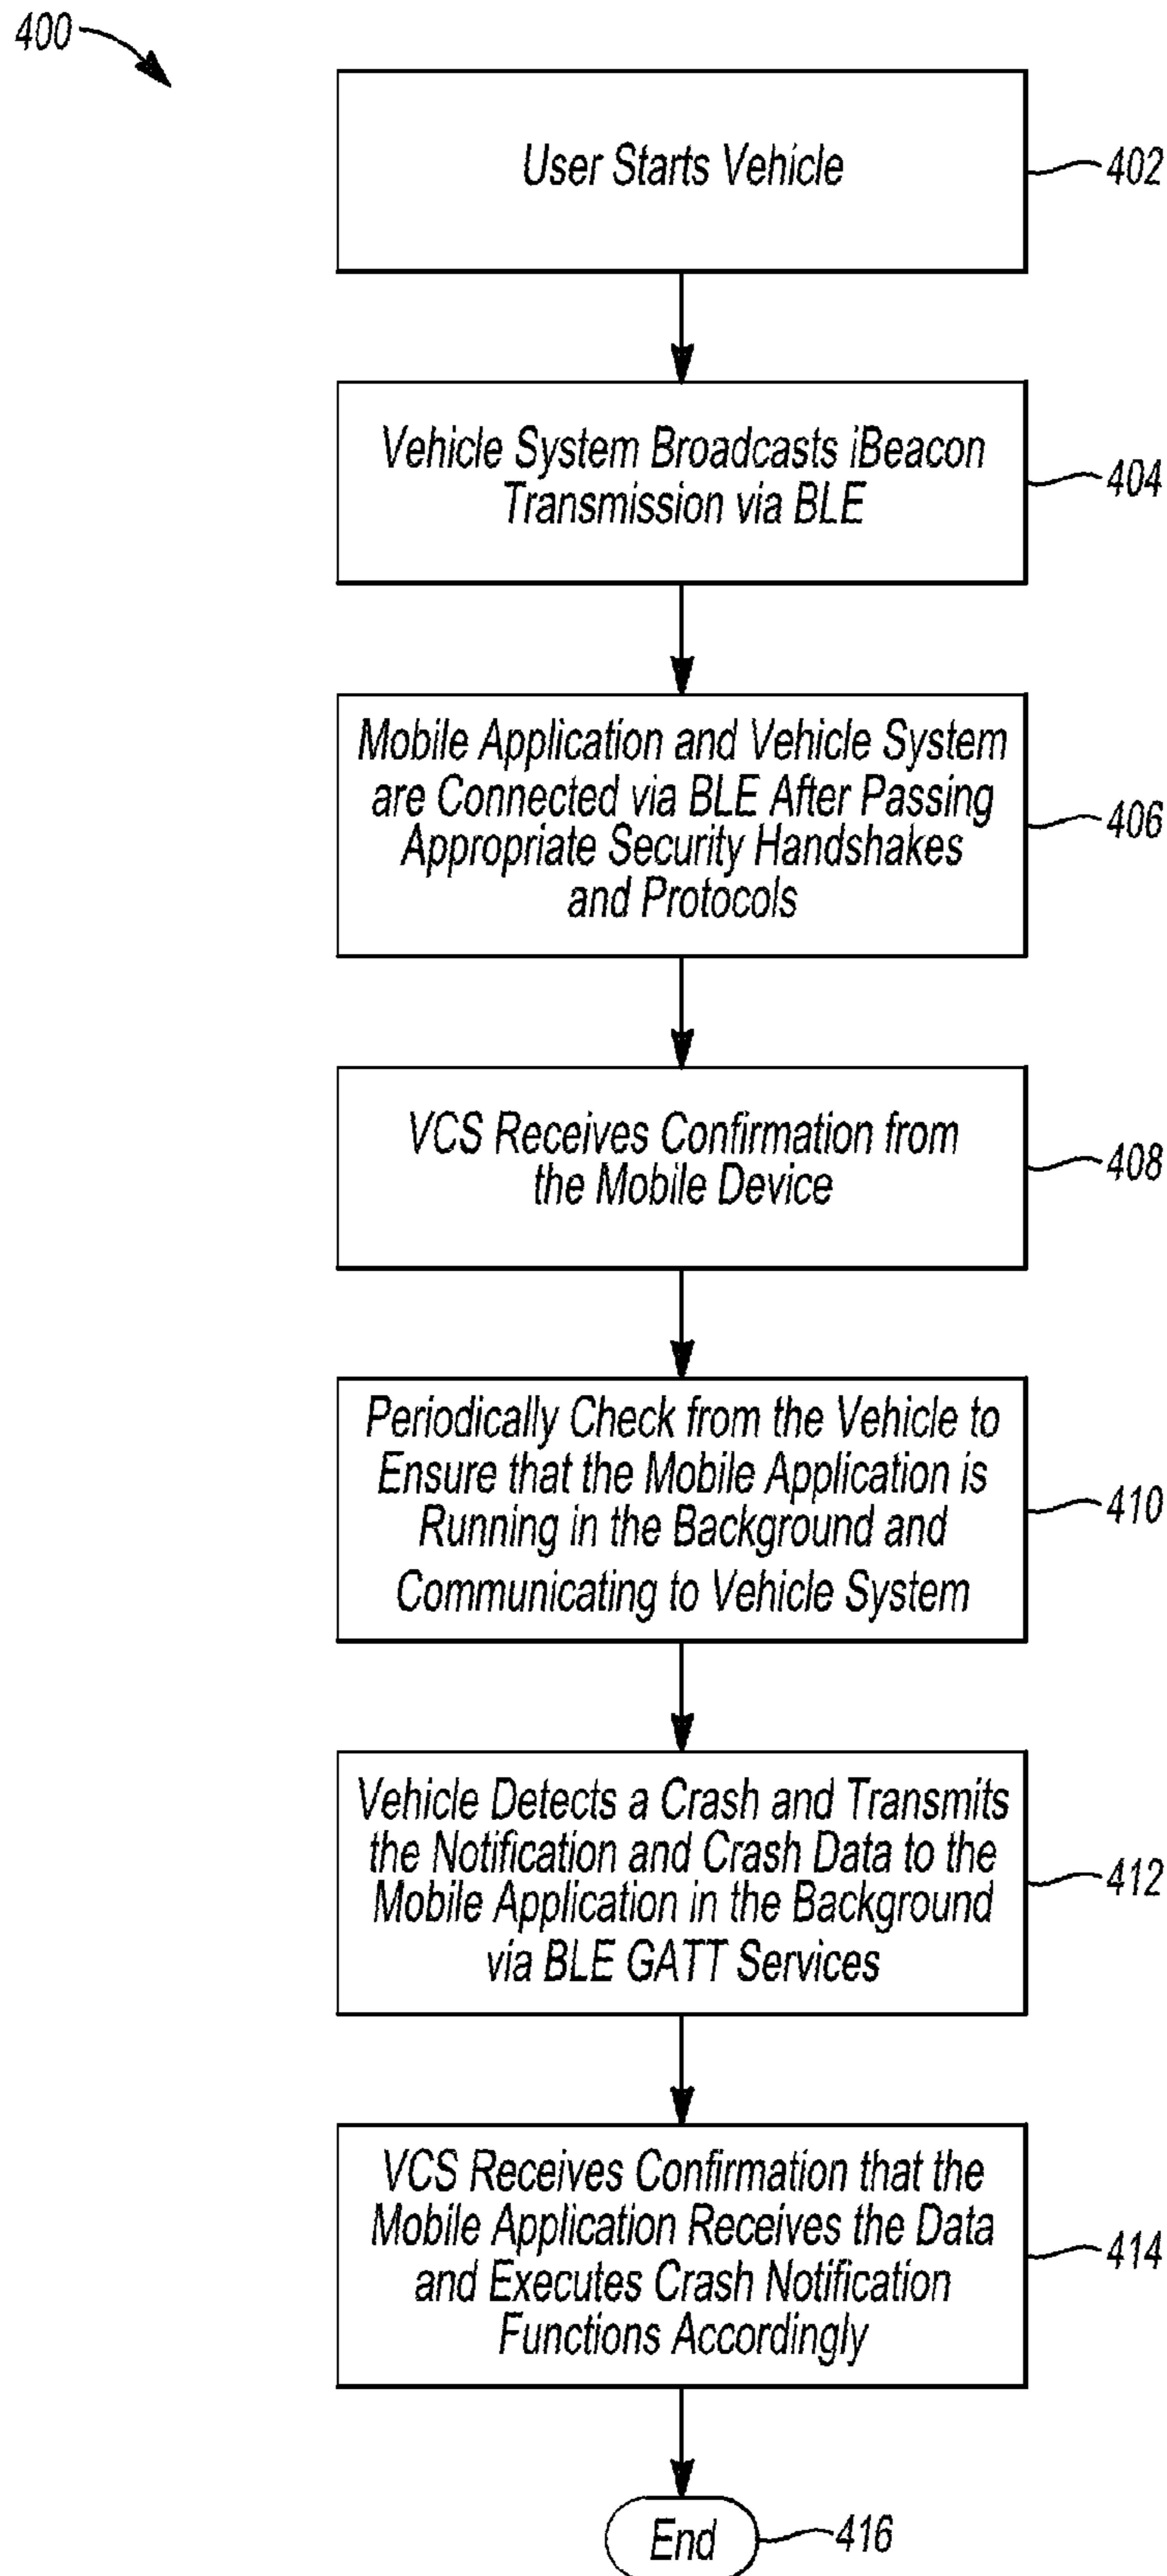 400
User Starts Vehicle
402
Vehicle System Broadcasts iBeacon
Transmission via BLE
404
Mobile Application and Vehicle System
are Connected via BLE After Passing
Appropriate Security Handshakes
and Protocols
406
VCS Receives Confirmation from
the Mobile Device
408
Periodically Check from the Vehicle to
Ensure that the Mobile Application is
Running in the Background and
Communicating to Vehicle System
410
Vehicle Detects a Crash and Transmits
the Notification and Crash Data to the
Mobile Application in the Background
via BLE GATT Services
412
VCS Receives Confirmation that the
Mobile Application Receives the Data
and Executes Crash Notification
Functions Accordingly
414
End
416